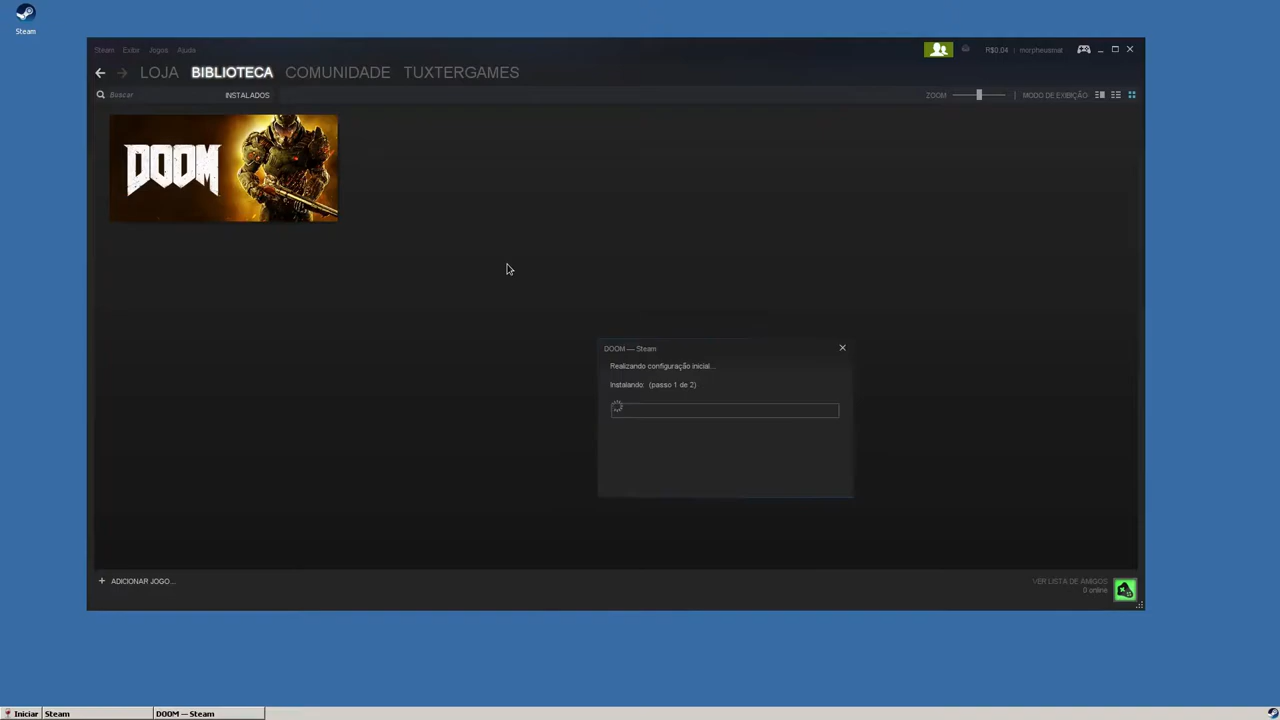 Steam
Steam Exibir Jogos Ajuda
R$0,04 morpheusmat
LOJA BIBLIOTECA COMUNIDADE TUXTERGAMES
Buscar
INSTALADOS
ZOOM
MODO DE EXIBIÇÃO
DOOM
DOOM — Steam
Realizando configuração inicial...
Instalando: (passo 1 de 2)
+ ADICIONAR JOGO...
VER LISTA DE AMIGOS
0 online
Iniciar
Steam
DOOM — Steam